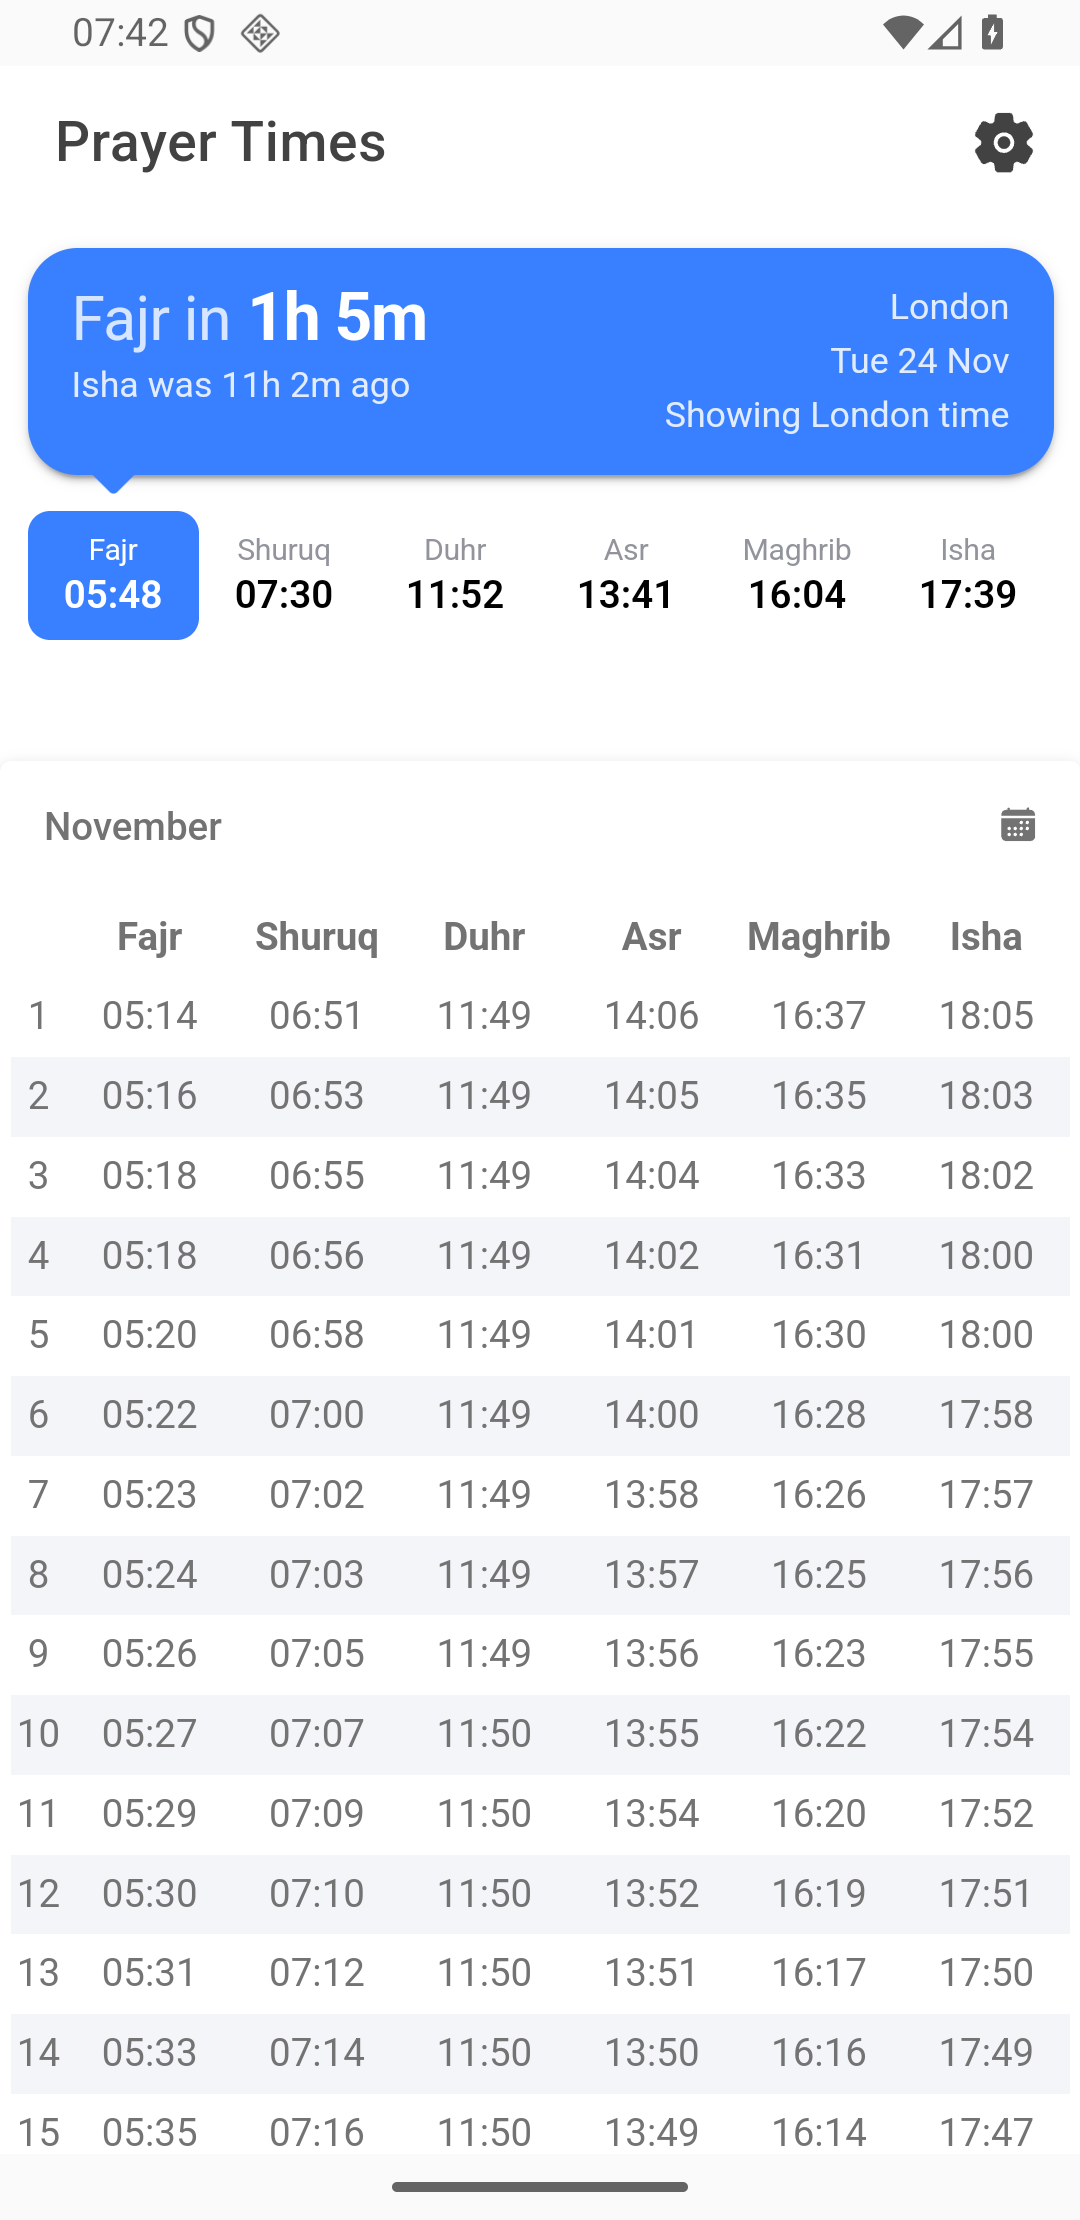 07:42
Prayer Times
Fajr in 1h 5m
Isha was 11h 2m ago
London
Tue 24 Nov
Showing London time
Fajr Shuruq Duhr Asr Maghrib Isha
05:48 07:30 11:52 13:41 16:04 17:39
November
Fajr Shuruq Duhr Asr Maghrib Isha
1 05:14 06:51 11:49 14:06 16:37 18:05
2 05:16 06:53 11:49 14:05 16:35 18:03
3 05:18 06:55 11:49 14:04 16:33 18:02
4 05:18 06:56 11:49 14:02 16:31 18:00
5 05:20 06:58 11:49 14:01 16:30 18:00
6 05:22 07:00 11:49 14:00 16:28 17:58
7 05:23 07:02 11:49 13:58 16:26 17:57
8 05:24 07:03 11:49 13:57 16:25 17:56
9 05:26 07:05 11:49 13:56 16:23 17:55
10 05:27 07:07 11:50 13:55 16:22 17:54
11 05:29 07:09 11:50 13:54 16:20 17:52
12 05:30 07:10 11:50 13:52 16:19 17:51
13 05:31 07:12 11:50 13:51 16:17 17:50
14 05:33 07:14 11:50 13:50 16:16 17:49
15 05:35 07:16 11:50 13:49 16:14 17:47